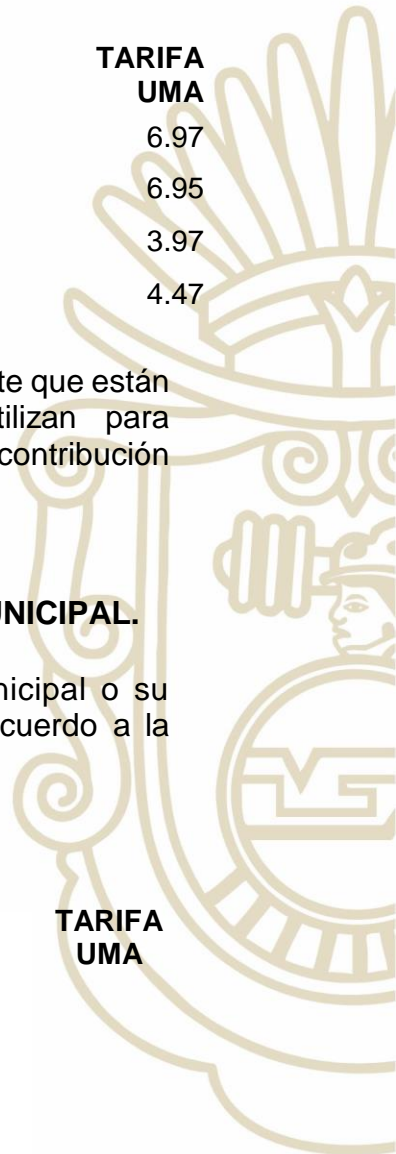 TARIFA
UMA
6.97
6.95
3.97
4.47
te que están
tilizan para
contribución
UNICIPAL.
nicipal o su
cuerdo a la
TARIFA
UMA